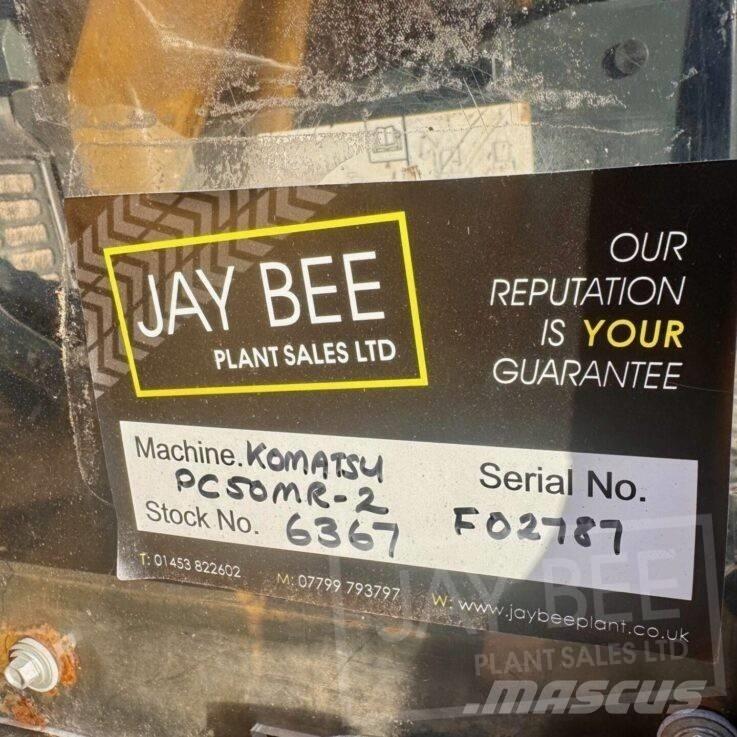 JAY BEE
PLANT SALES LTD
OUR
REPUTATION
IS YOUR
GUARANTEE
Machine. KOMATSU
PC50MR-2
Stock No. 6367
Serial No.
F02787
T: 01453 822602 M: 07799 793797 W: www.jaybeeplant.co.uk
JAY BEE
PLANT SALES LTD
.MASCUS